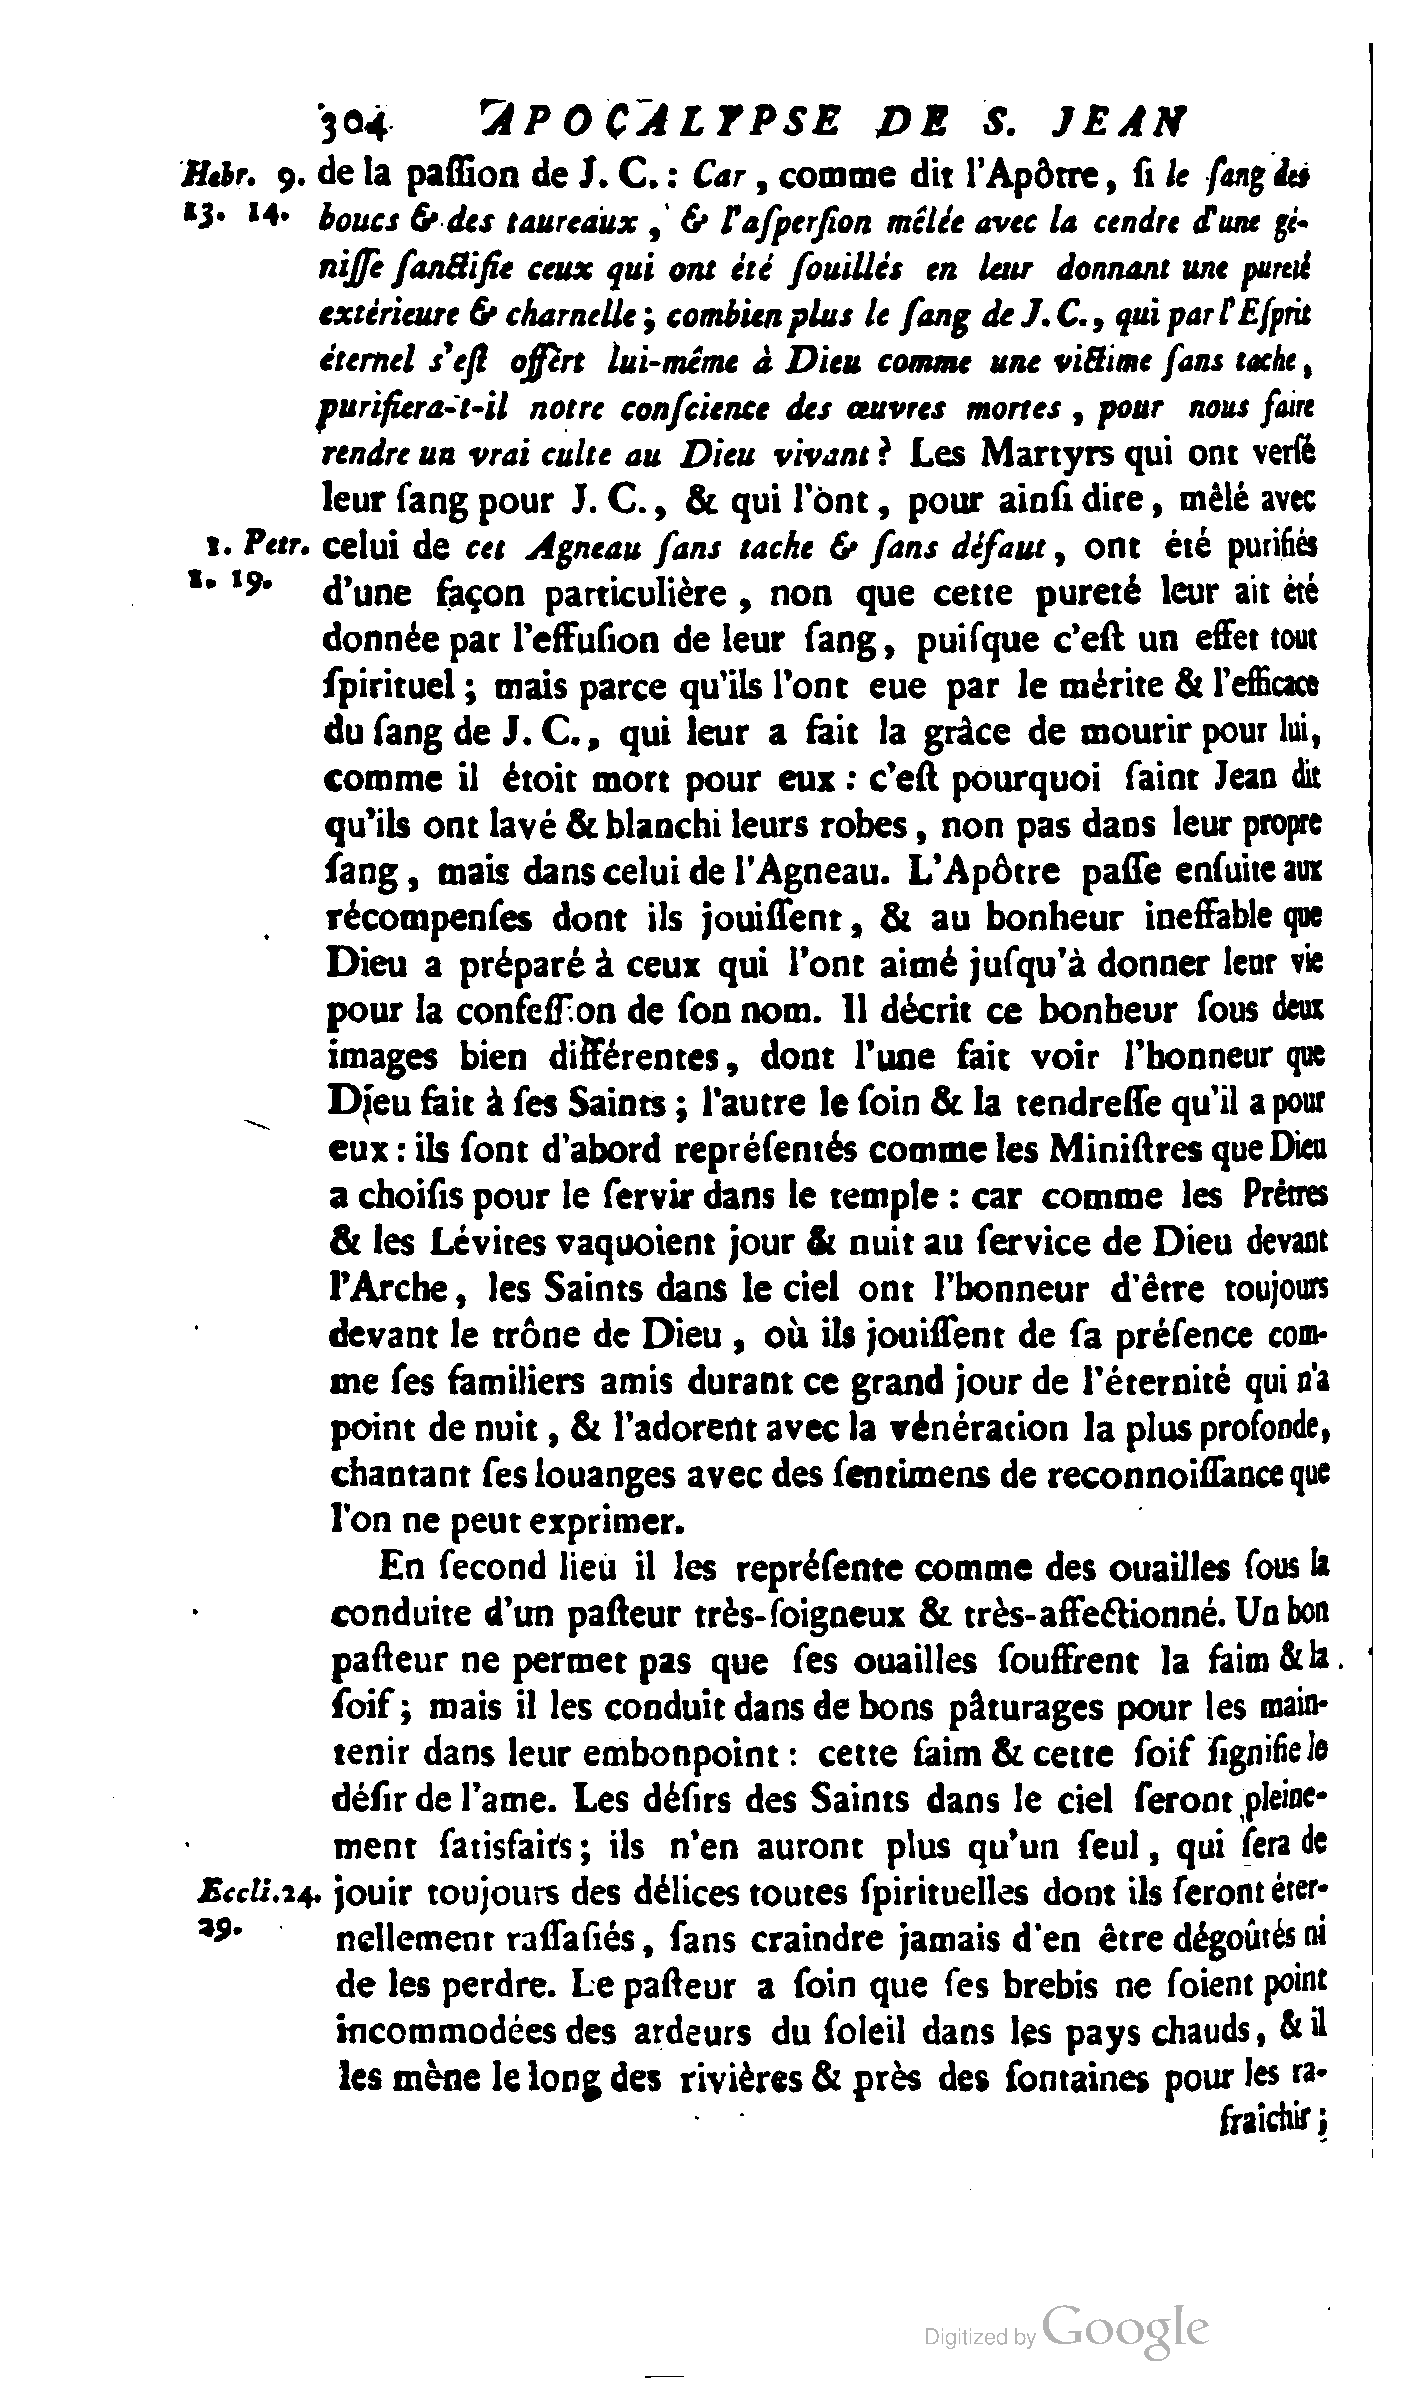 304 APOCALYPSE DE S. JEAN
Hebr. 9. de la paſſion de J. C. : Car, comme dit l'Apôtre, ſi le ſang des
13. 14. boucs & des taureaux, & l'aſperſion mêlée avec la cendre d'une gé-
niſſe ſanctifie ceux qui ont été ſouillés en leur donnant une pureté
extérieure & charnelle ; combien plus le ſang de J. C., qui par l'Eſprit
éternel s'eſt offèrt lui-même à Dieu comme une victime ſans tache,
purifiera-t-il notre conſcience des œuvres mortes, pour nous faire
rendre un vrai culte au Dieu vivant ? Les Martyrs qui ont verſé
leur ſang pour J. C., & qui l'ont, pour ainſi dire, mêlé avec
1. Petr. celui de cet Agneau ſans tache & ſans défaut, ont été purifiés
1. 19. d'une façon particulière, non que cette pureté leur ait été
donnée par l'effuſion de leur ſang, puiſque c'eſt un effet tout
ſpirituel ; mais parce qu'ils l'ont eue par le mérite & l'efficace
du ſang de J. C., qui leur a fait la grâce de mourir pour lui,
comme il étoit mort pour eux : c'eſt pourquoi ſaint Jean dit
qu'ils ont lavé & blanchi leurs robes, non pas dans leur propre
ſang, mais dans celui de l'Agneau. L'Apôtre paſſe enſuite aux
récompenſes dont ils jouiſſent, & au bonheur ineffable que
Dieu a préparé à ceux qui l'ont aimé juſqu'à donner leur vie
pour la confeſſion de ſon nom. Il décrit ce bonheur ſous deux
images bien différentes, dont l'une fait voir l'honneur que
Dieu fait à ſes Saints ; l'autre le ſoin & la tendreſſe qu'il a pour
eux : ils ſont d'abord repréſentés comme les Miniſtres que Dieu
a choiſis pour le ſervir dans le temple : car comme les Prêtres
& les Lévites vaquoient jour & nuit au ſervice de Dieu devant
l'Arche, les Saints dans le ciel ont l'honneur d'être toujours
devant le trône de Dieu, où ils jouiſſent de ſa préſence com-
me ſes familiers amis durant ce grand jour de l'éternité qui n'a
point de nuit, & l'adorent avec la vénération la plus profonde,
chantant ſes louanges avec des ſentimens de reconnoiſſance que
l'on ne peut exprimer.
En ſecond lieu il les repréſente comme des ouailles ſous la
conduite d'un paſteur très-ſoigneux & très-affectionné. Un bon
paſteur ne permet pas que ſes ouailles ſouffrent la faim & la
ſoif ; mais il les conduit dans de bons pâturages pour les main-
tenir dans leur embonpoint : cette faim & cette ſoif ſignifie le
déſir de l'ame. Les déſirs des Saints dans le ciel ſeront pleine-
ment ſatisfaits ; ils n'en auront plus qu'un ſeul, qui ſera de
Eccli. 24. jouir toujours des délices toutes ſpirituelles dont ils ſeront éter-
29. nellement raſſaſiés, ſans craindre jamais d'en être dégoûtés ni
de les perdre. Le paſteur a ſoin que ſes brebis ne ſoient point
incommodées des ardeurs du ſoleil dans les pays chauds, & il
les mène le long des rivières & près des fontaines pour les ra-
fraîchir ;
Digitized by Google